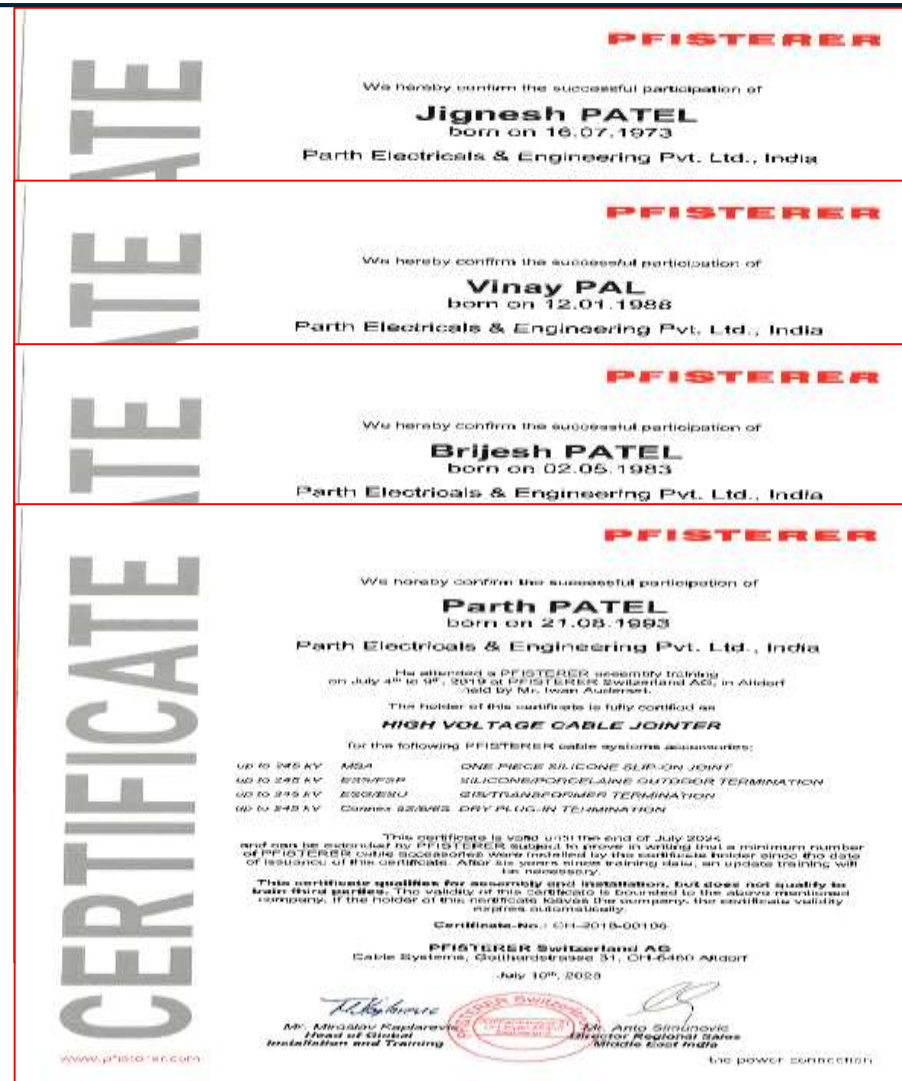 PFISTERER
ATE
We hereby confirm the successful participation of
Jignesh PATEL
born on 16.07.1973
Parth Electricals & Engineering Pvt. Ltd., India
PFISTERER
ATE
We hereby confirm the successful participation of
Vinay PAL
born on 12.01.1988
Parth Electricals & Engineering Pvt. Ltd., India
PFISTERER
ATE
We hereby confirm the successful participation of
Brijesh PATEL
born on 02.05.1983
Parth Electricals & Engineering Pvt. Ltd., India
PFISTERER
CERTIFICATE
We hereby confirm the successful participation of
Parth PATEL
born on 21.08.1993
Parth Electricals & Engineering Pvt. Ltd., India
He attended a PFISTERER assembly training
on July 4th to 9th, 2019 at PFISTERER Switzerland AG, in Altdorf
held by Mr. Iwan Auderset.
The holder of this certificate is fully certified as
HIGH VOLTAGE CABLE JOINTER
for the following PFISTERER cable systems accessories:
up to 245 kV MSA ONE PIECE SILICONE SLIP-ON JOINT
up to 245 kV ESS/ESP SILICONE/PORCELAINE OUTDOOR TERMINATION
up to 245 kV ESG/ESU GIS/TRANSFORMER TERMINATION
up to 245 kV Connex DRY PLUG-IN TERMINATION
This certificate is valid until the end of July
and can be extended by PFISTERER subject to prove in writing that a minimum number
of PFISTERER cable accessories were installed by the certificate holder since the date
of issuance of this certificate. After six years since training date, an update training will
be necessary.
This certificate qualifies for assembly and installation, but does not qualify to
train third parties. The validity of this certificate is bounded to the above mentioned
company. If the holder of this certificate leaves the company, the certificate validity
expires automatically.
Certificate-No.:
PFISTERER Switzerland AG
Cable Systems, Gotthardstrasse 31, CH-6460 Altdorf
July 10th, 2023
PFISTERER Switzerland
Mr. Miroslav Kaplarevic
Head of Global
Installation and Training
Mr. Anto Simunovic
Director Regional Sales
Middle East India
www.pfisterer.com
the power connection